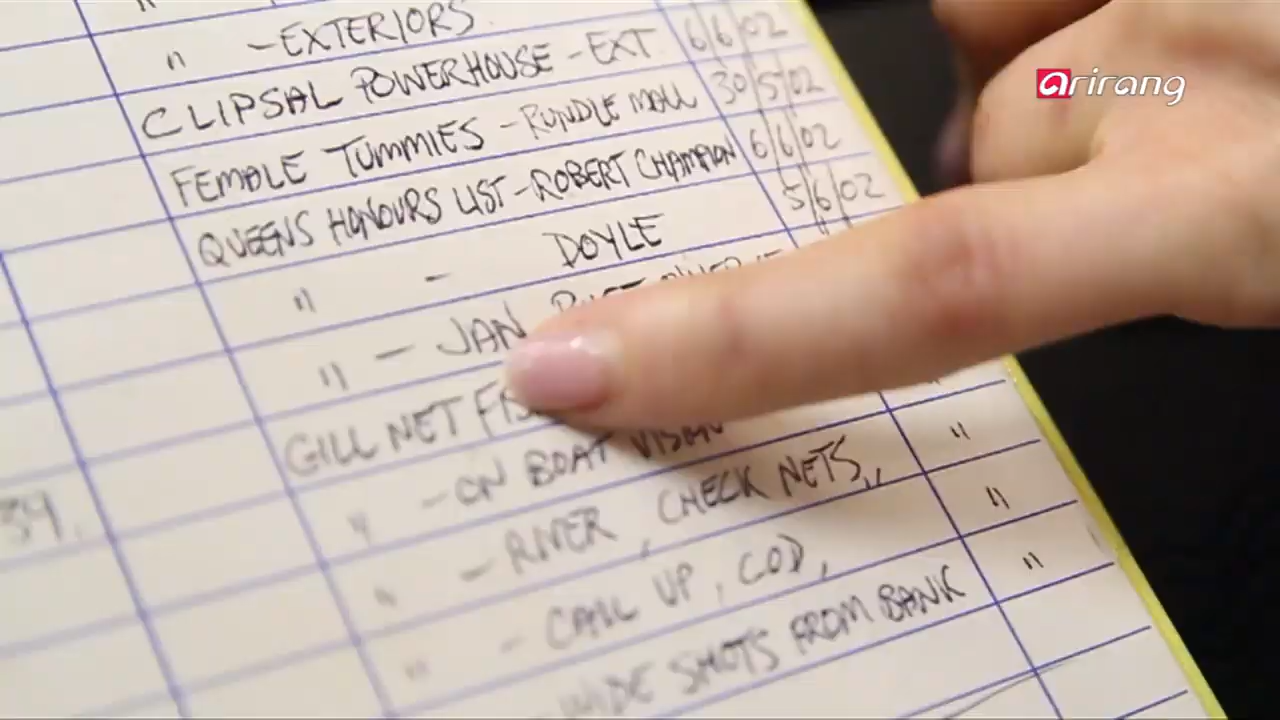 " - EXTERIORS
CLIPSAL POWERHOUSE - EXT 6/6/02
FEMALE TUMMIES - RUNDLE MALL 30/5/02
QUEENS HONOURS LIST - ROBERT CHAMPION 6/6/02
" - DOYLE 5/6/02
" - JAN
GILL NET
" - ON BOAT "
" - RIVER, CHECK NETS,, "
" - CALL UP, COD, "
WIDE SHOTS FROM BANK "
34.
arirang